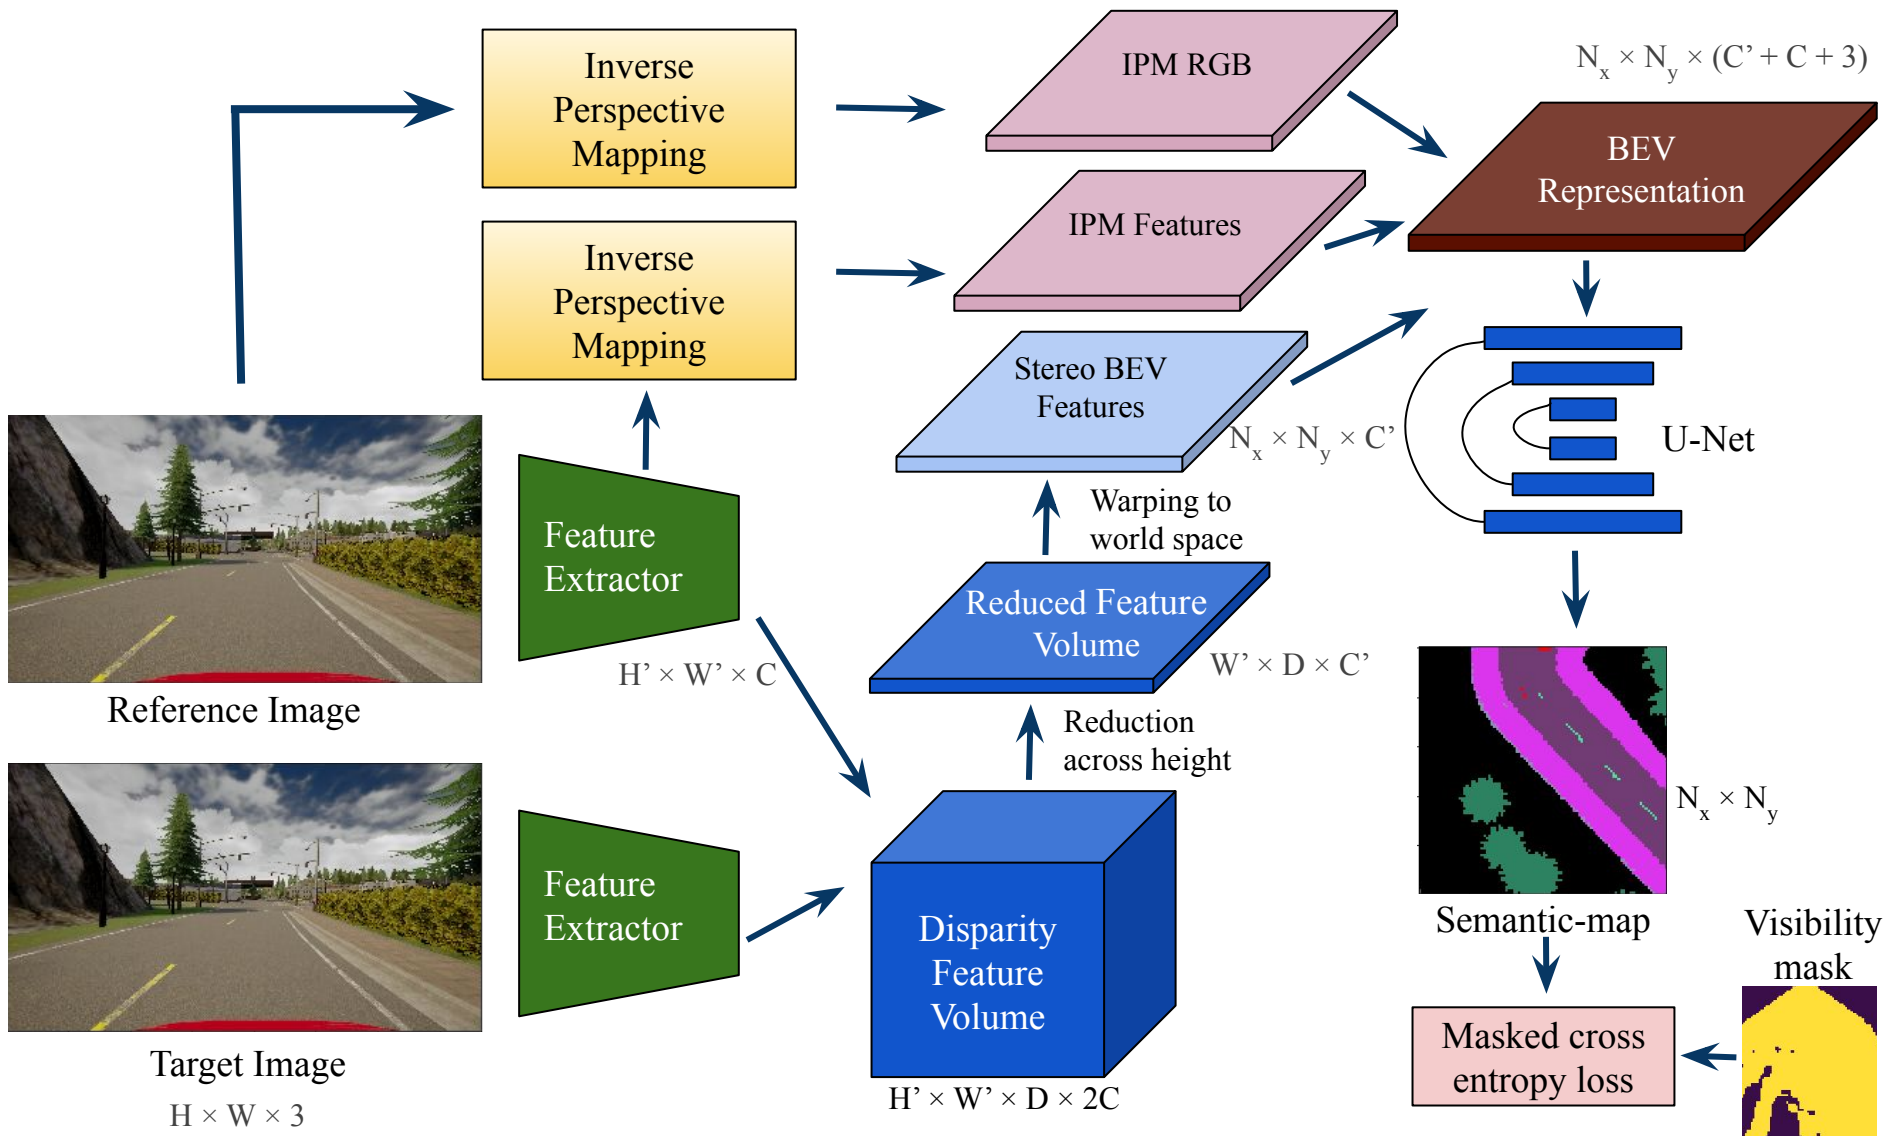 Inverse
Perspective
Mapping
IPM RGB
N_x × N_y × (C’ + C + 3)
BEV
Representation
Inverse
Perspective
Mapping
IPM Features
Stereo BEV
Features
N_x × N_y × C’
U-Net
Feature
Extractor
H’ × W’ × C
Warping to
world space
Reduced Feature
Volume
W’ × D × C’
Reference Image
Reduction
across height
N_x × N_y
Feature
Extractor
Disparity
Feature
Volume
H’ × W’ × D × 2C
Semantic-map
Visibility
mask
Masked cross
entropy loss
Target Image
H × W × 3